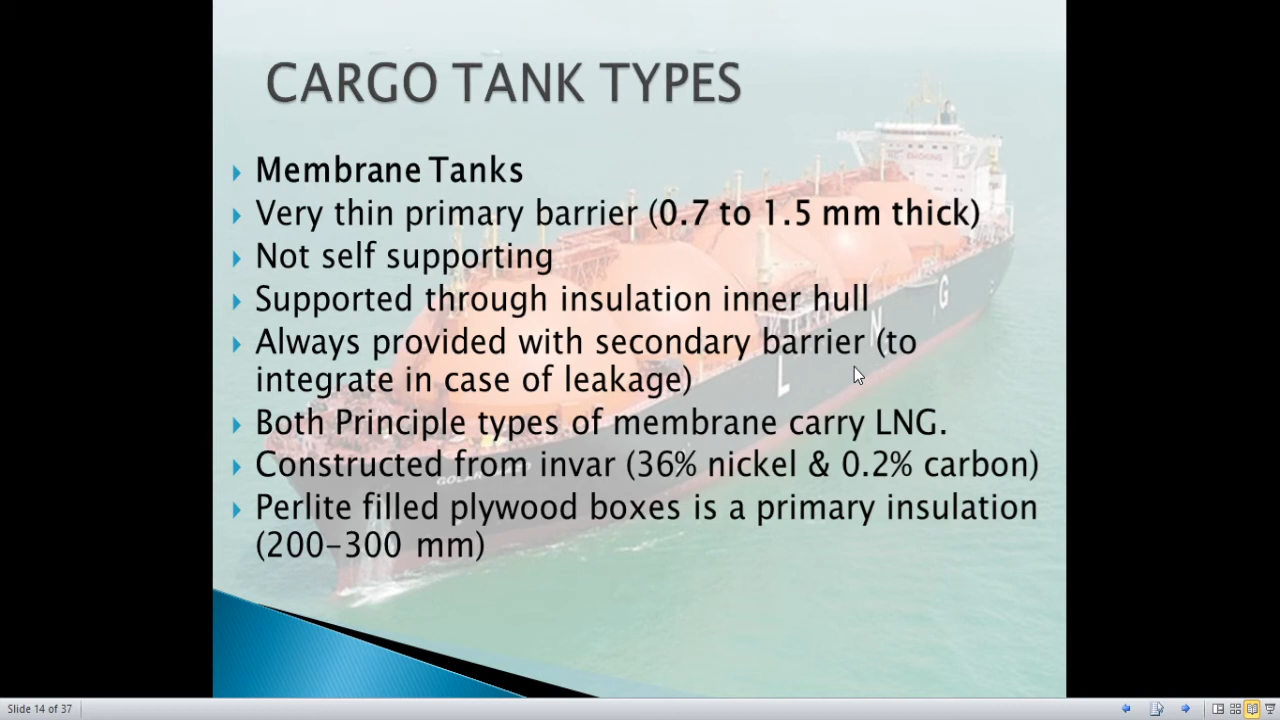 CARGO TANK TYPES
Membrane Tanks
Very thin primary barrier (0.7 to 1.5 mm thick)
Not self supporting
Supported through insulation inner hull
Always provided with secondary barrier (to
integrate in case of leakage)
Both Principle types of membrane carry LNG.
Constructed from invar (36% nickel & 0.2% carbon)
Perlite filled plywood boxes is a primary insulation
(200-300 mm)
L N G
Slide 14 of 37